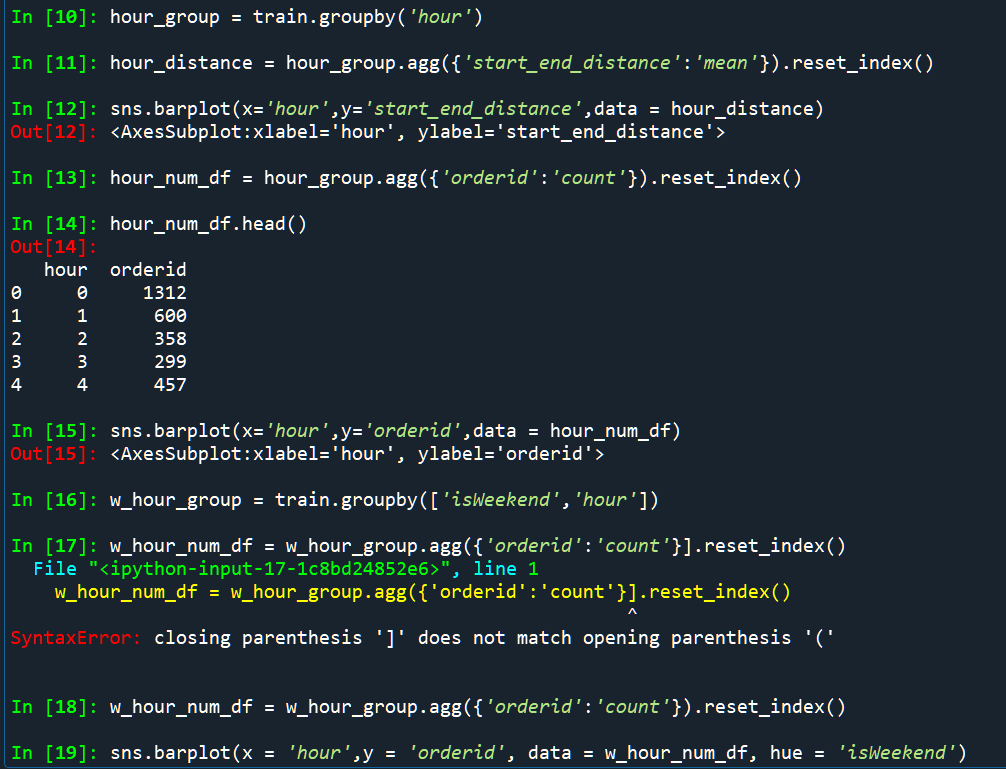 In [10]: hour_group = train.groupby('hour')
In [11]: hour_distance = hour_group.agg({'start_end_distance':'mean'}).reset_index()
In [12]: sns.barplot(x='hour',y='start_end_distance',data = hour_distance)
Out[12]: <AxesSubplot:xlabel='hour', ylabel='start_end_distance'>
In [13]: hour_num_df = hour_group.agg({'orderid':'count'}).reset_index()
In [14]: hour_num_df.head()
Out[14]:
   hour  orderid
0     0     1312
1     1      600
2     2      358
3     3      299
4     4      457
In [15]: sns.barplot(x='hour',y='orderid',data = hour_num_df)
Out[15]: <AxesSubplot:xlabel='hour', ylabel='orderid'>
In [16]: w_hour_group = train.groupby(['isWeekend','hour'])
In [17]: w_hour_num_df = w_hour_group.agg({'orderid':'count'}].reset_index()
  File "<ipython-input-17-1c8bd24852e6>", line 1
    w_hour_num_df = w_hour_group.agg({'orderid':'count'}].reset_index()
                                                        ^
SyntaxError: closing parenthesis ']' does not match opening parenthesis '('
In [18]: w_hour_num_df = w_hour_group.agg({'orderid':'count'}).reset_index()
In [19]: sns.barplot(x = 'hour',y = 'orderid', data = w_hour_num_df, hue = 'isWeekend')